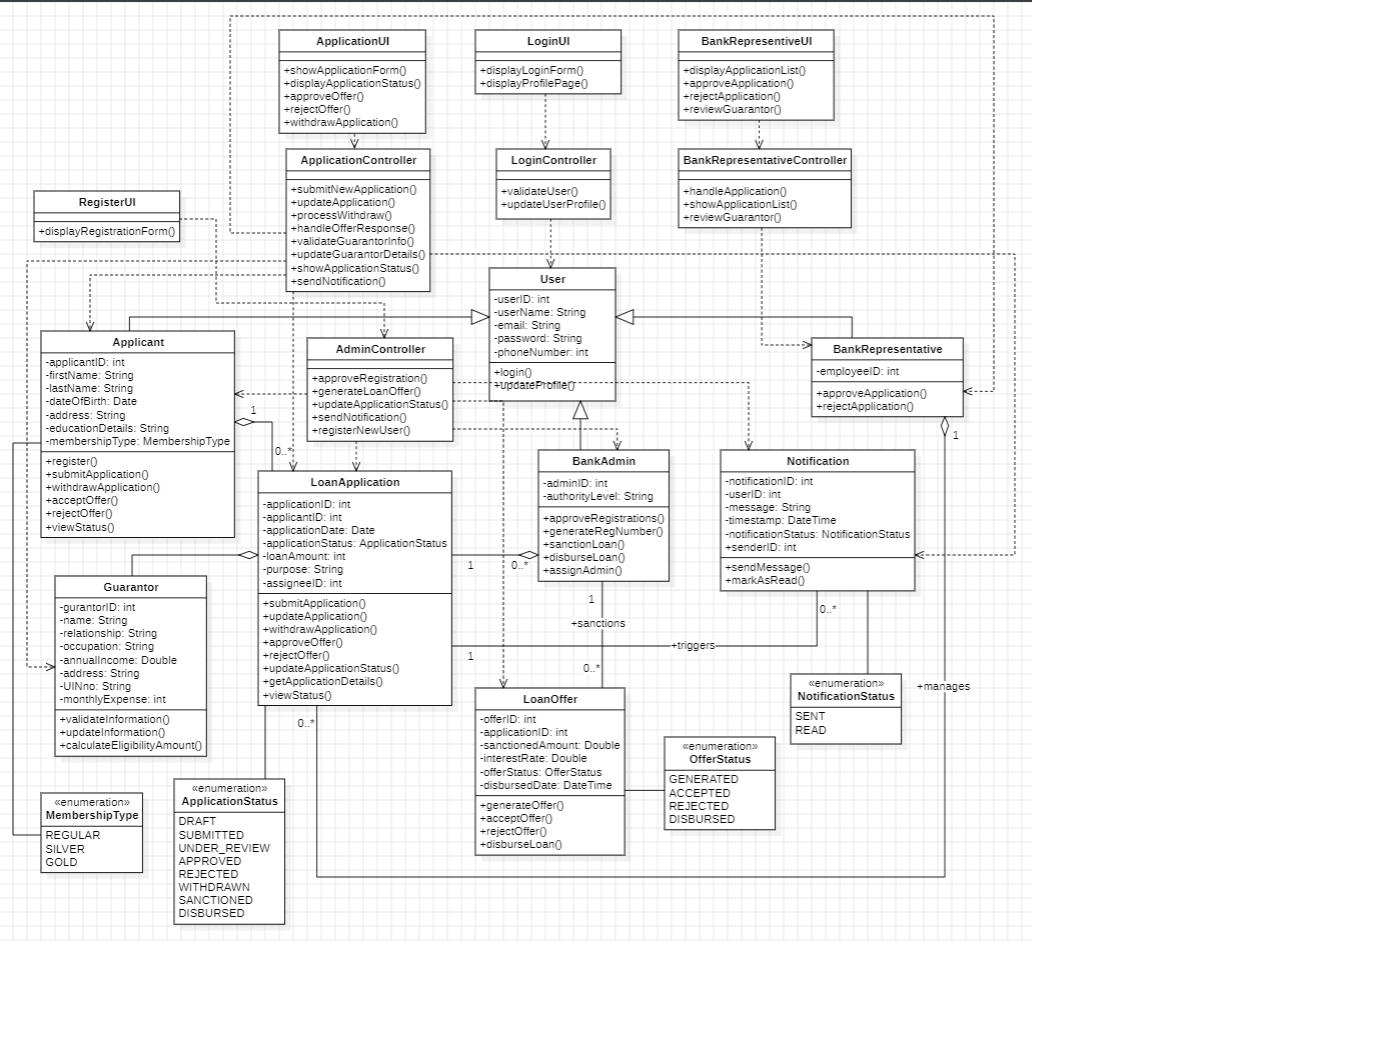 ApplicationUI
+showApplicationForm()
+displayApplicationStatus()
+approveOffer()
+rejectOffer()
+withdrawApplication()
LoginUI
+displayLoginForm()
+displayProfilePage()
BankRepresentiveUI
+displayApplicationList()
+approveApplication()
+rejectApplication()
+reviewGuarantor()
ApplicationController
+submitNewApplication()
+updateApplication()
+processWithdraw()
+handleOfferResponse()
+validateGuarantorInfo()
+updateGuarantorDetails()
+showApplicationStatus()
+sendNotification()
LoginController
+validateUser()
+updateUserProfile()
BankRepresentativeController
+handleApplication()
+showApplicationList()
+reviewGuarantor()
RegisterUI
+displayRegistrationForm()
User
-userID: int
-userName: String
-email: String
-password: String
-phoneNumber: int
+login()
+updateProfile()
Applicant
-applicantID: int
-firstName: String
-lastName: String
-dateOfBirth: Date
-address: String
-educationDetails: String
-membershipType: MembershipType
+register()
+submitApplication()
+withdrawApplication()
+acceptOffer()
+rejectOffer()
+viewStatus()
AdminController
+approveRegistration()
+generateLoanOffer()
+updateApplicationStatus()
+sendNotification()
+registerNewUser()
BankRepresentative
-employeeID: int
+approveApplication()
+rejectApplication()
1
0..*
1
LoanApplication
-applicationID: int
-applicantID: int
-applicationDate: Date
-applicationStatus: ApplicationStatus
-loanAmount: int
-purpose: String
-assigneeID: int
+submitApplication()
+updateApplication()
+withdrawApplication()
+approveOffer()
+rejectOffer()
+updateApplicationStatus()
+getApplicationDetails()
+viewStatus()
BankAdmin
-adminID: int
-authorityLevel: String
+approveRegistrations()
+generateRegNumber()
+sanctionLoan()
+disburseLoan()
+assignAdmin()
Notification
-notificationID: int
-userID: int
-message: String
-timestamp: DateTime
-notificationStatus: NotificationStatus
+senderID: int
+sendMessage()
+markAsRead()
1
0..*
Guarantor
-gurantorID: int
-name: String
-relationship: String
-occupation: String
-annualIncome: Double
-address: String
-UINno: String
-monthlyExpense: int
+validateInformation()
+updateInformation()
+calculateEligibilityAmount()
1
+sanctions
0..*
0..*
+triggers
1
+manages
0..*
«enumeration»
NotificationStatus
SENT
READ
LoanOffer
-offerID: int
-applicationID: int
-sanctionedAmount: Double
-interestRate: Double
-offerStatus: OfferStatus
-disbursedDate: DateTime
+generateOffer()
+acceptOffer()
+rejectOffer()
+disburseLoan()
«enumeration»
OfferStatus
GENERATED
ACCEPTED
REJECTED
DISBURSED
«enumeration»
MembershipType
REGULAR
SILVER
GOLD
«enumeration»
ApplicationStatus
DRAFT
SUBMITTED
UNDER_REVIEW
APPROVED
REJECTED
WITHDRAWN
SANCTIONED
DISBURSED